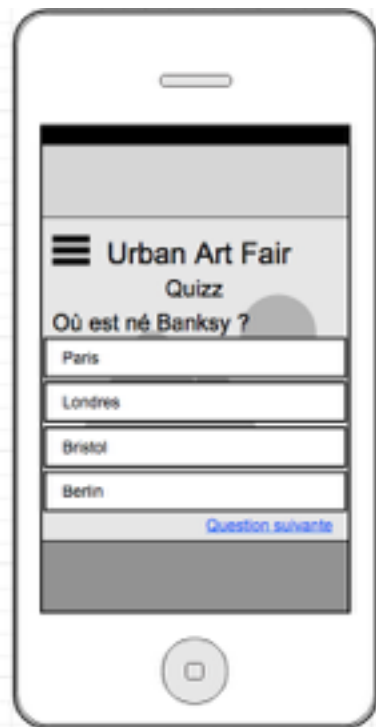 Urban Art Fair
Quizz
Où est né Banksy ?
Paris
Londres
Bristol
Berlin
Question suivante